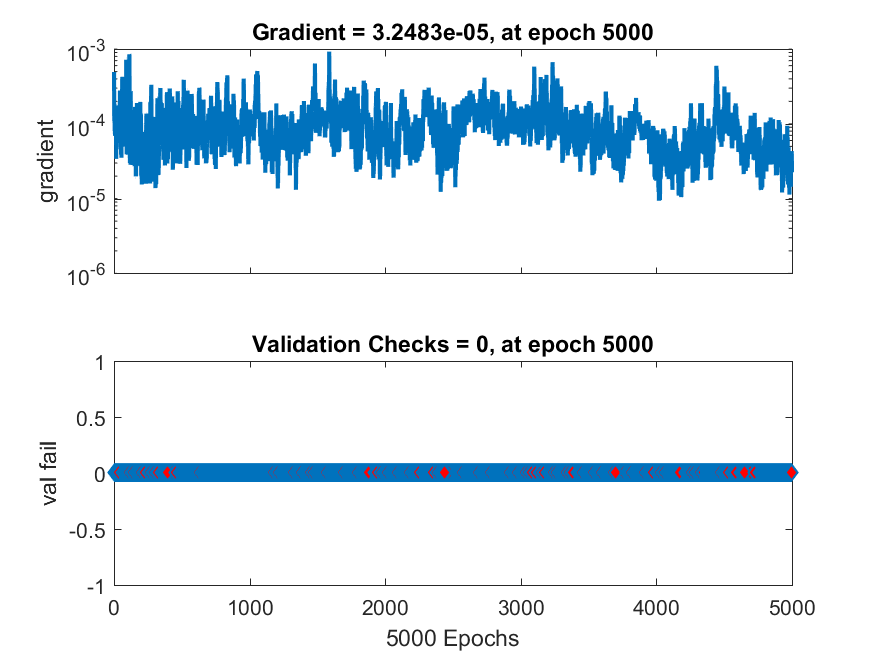 Gradient = 3.2483e-05, at epoch 5000
10^-3
10^-4
10^-5
10^-6
gradient
Validation Checks = 0, at epoch 5000
1
0.5
0
-0.5
-1
val fail
0 1000 2000 3000 4000 5000
5000 Epochs